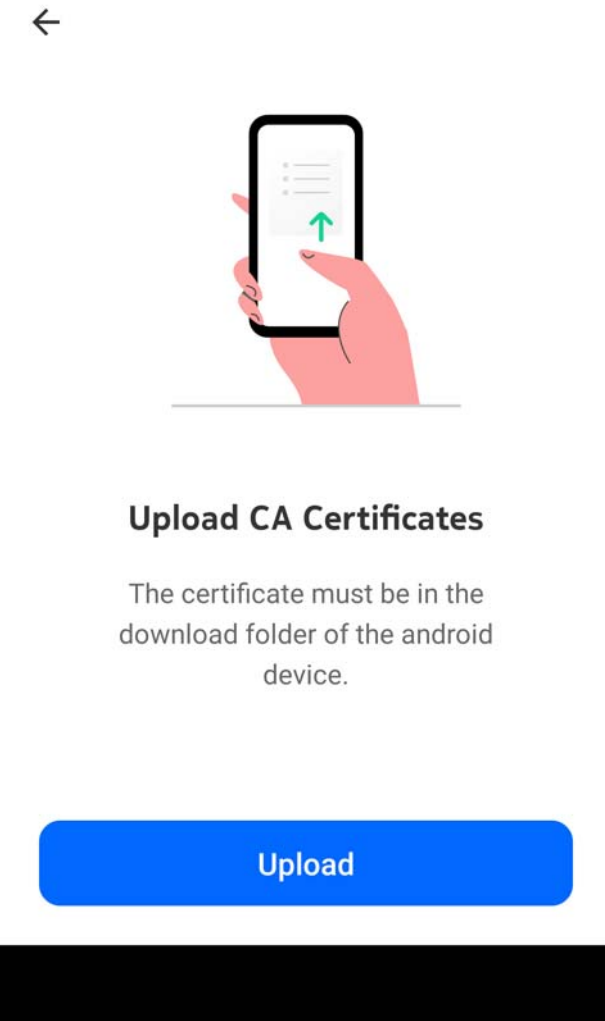 Upload CA Certificates
The certificate must be in the
download folder of the android
device.
Upload